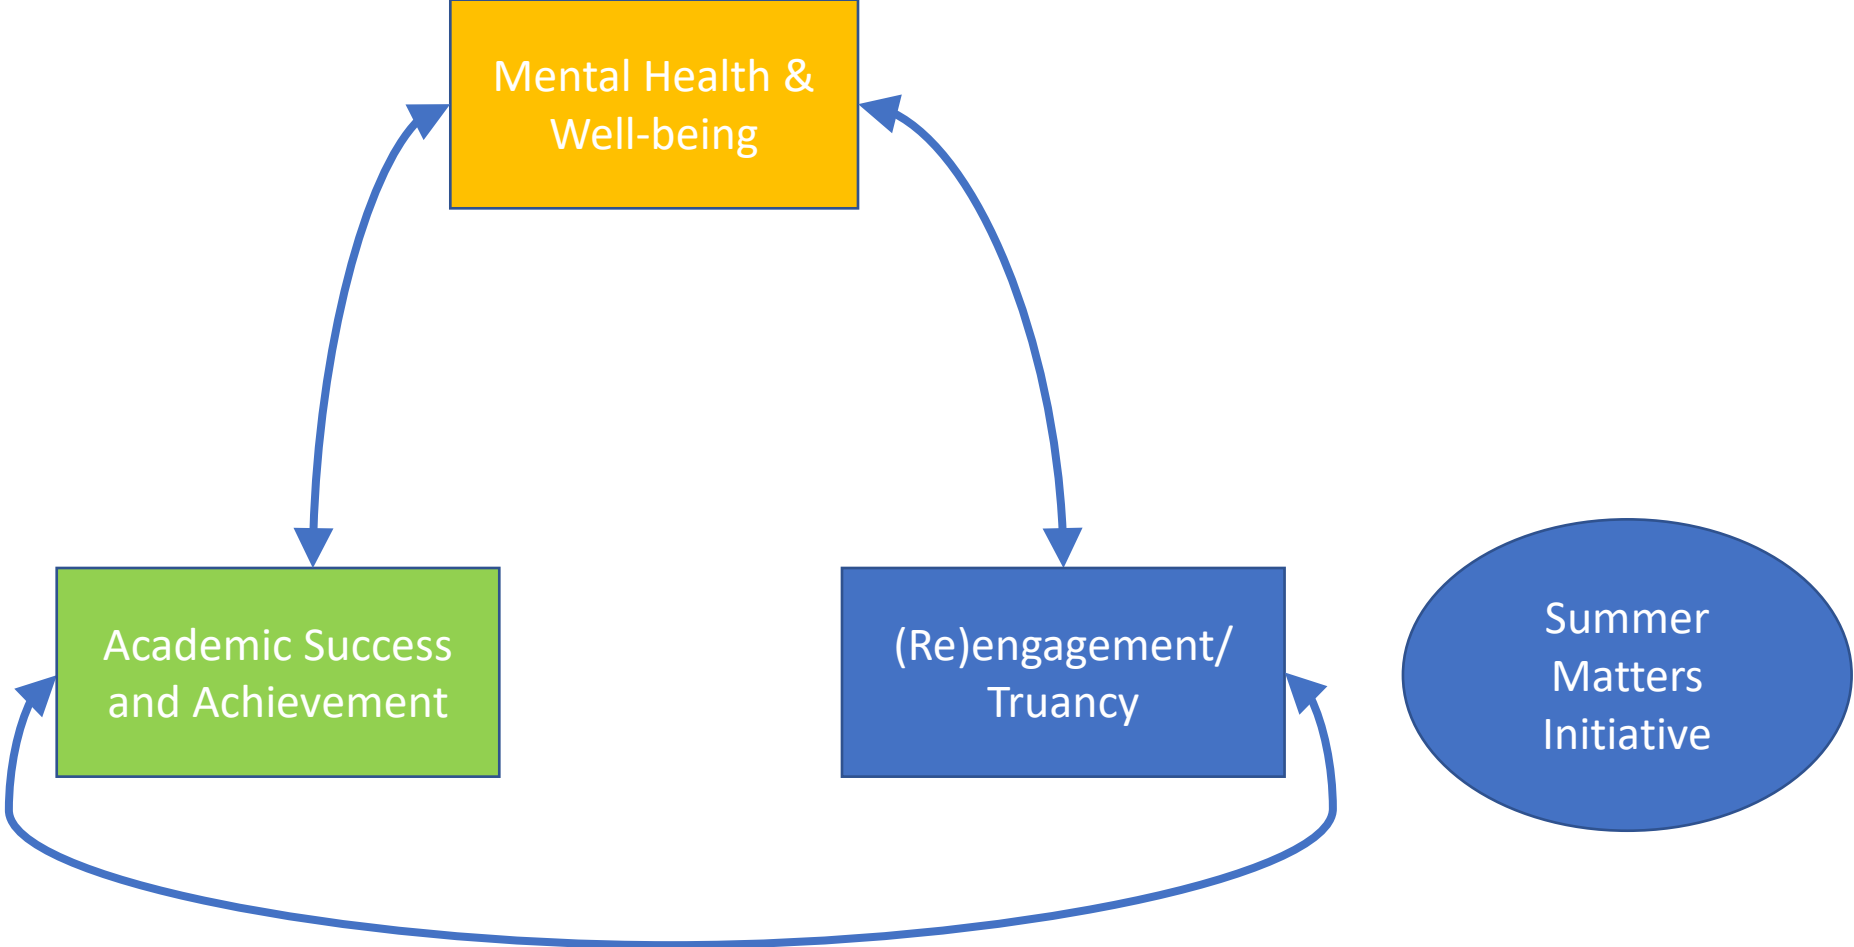 Mental Health &
Well-being
Academic Success
and Achievement
(Re)engagement/
Truancy
Summer
Matters
Initiative